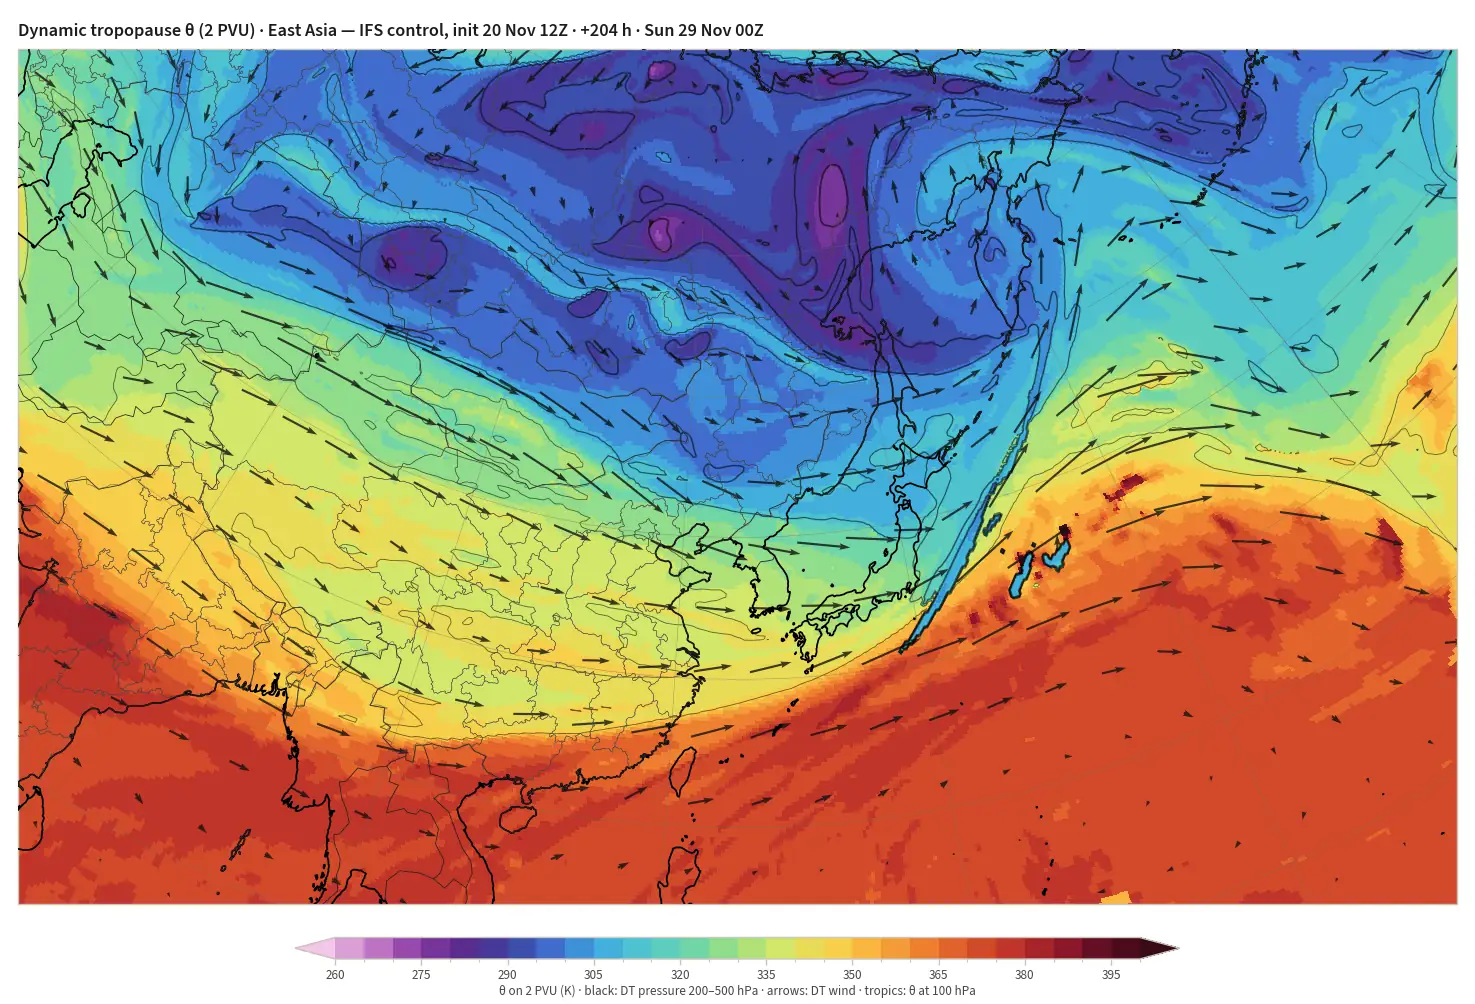 Dynamic tropopause θ (2 PVU) · East Asia — IFS control, init 20 Nov 12Z · +204 h · Sun 29 Nov 00Z
260 275 290 305 320 335 350 365 380 395
θ on 2 PVU (K) · black: DT pressure 200–500 hPa · arrows: DT wind · tropics: θ at 100 hPa